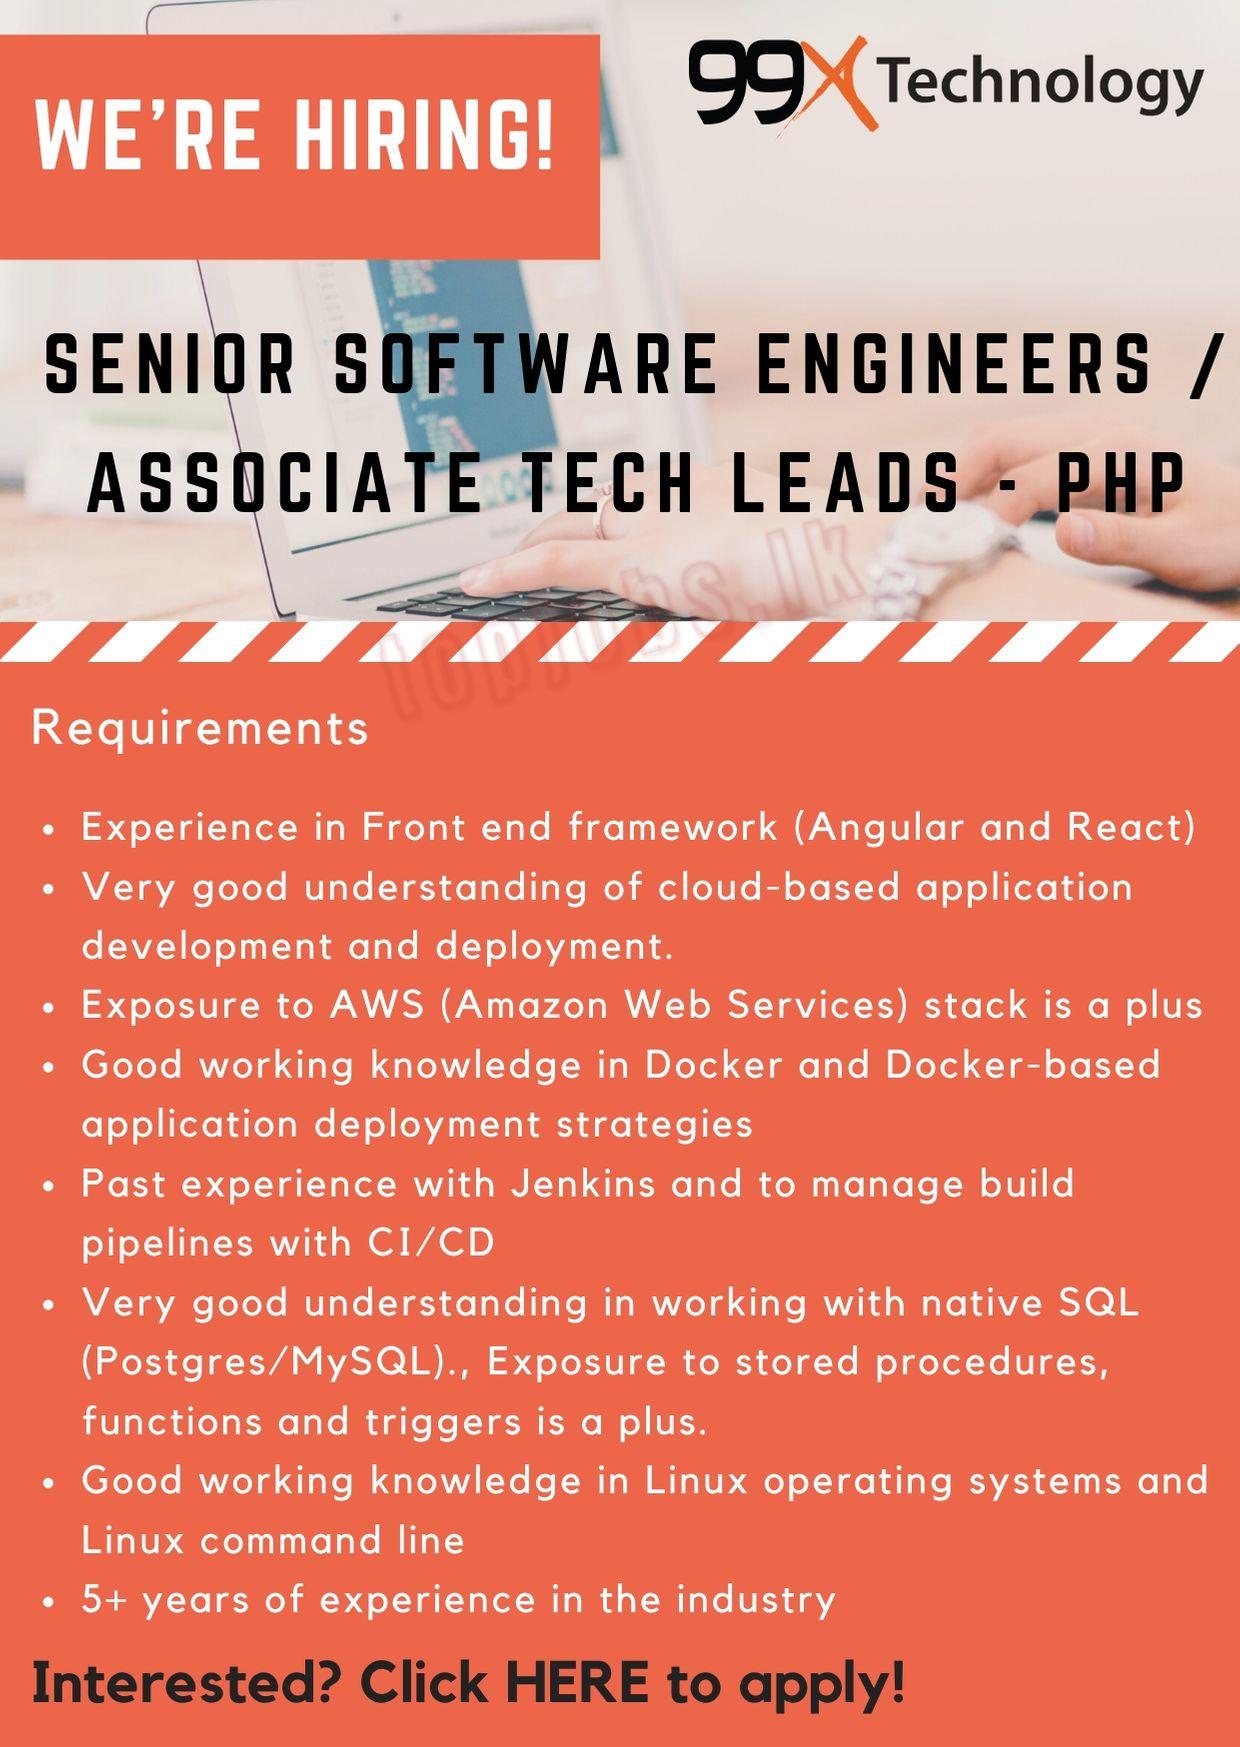 WE'RE HIRING!
99X Technology
SENIOR SOFTWARE ENGINEERS /
ASSOCIATE TECH LEADS - PHP
topjobs.lk
Requirements
• Experience in Front end framework (Angular and React)
• Very good understanding of cloud-based application
development and deployment.
• Exposure to AWS (Amazon Web Services) stack is a plus
• Good working knowledge in Docker and Docker-based
application deployment strategies
• Past experience with Jenkins and to manage build
pipelines with CI/CD
• Very good understanding in working with native SQL
(Postgres/MySQL)., Exposure to stored procedures,
functions and triggers is a plus.
• Good working knowledge in Linux operating systems and
Linux command line
• 5+ years of experience in the industry
Interested? Click HERE to apply!